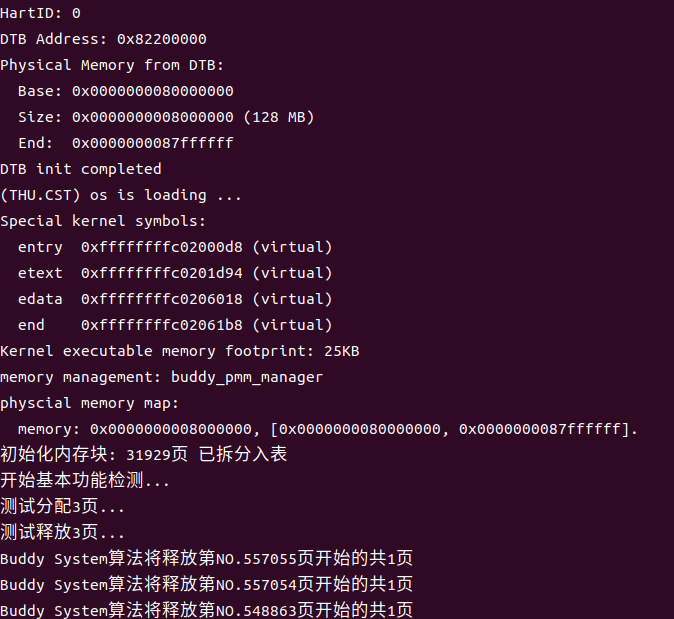 HartID: 0
DTB Address: 0x82200000
Physical Memory from DTB:
  Base: 0x0000000080000000
  Size: 0x0000000008000000 (128 MB)
  End:  0x0000000087ffffff
DTB init completed
(THU.CST) os is loading ...
Special kernel symbols:
  entry  0xffffffffc02000d8 (virtual)
  etext  0xffffffffc0201d94 (virtual)
  edata  0xffffffffc0206018 (virtual)
  end    0xffffffffc02061b8 (virtual)
Kernel executable memory footprint: 25KB
memory management: buddy_pmm_manager
physcial memory map:
  memory: 0x0000000008000000, [0x0000000080000000, 0x0000000087ffffff].
初始化内存块: 31929页 已拆分入表
开始基本功能检测...
测试分配3页...
测试释放3页...
Buddy System算法将释放第NO.557055页开始的共1页
Buddy System算法将释放第NO.557054页开始的共1页
Buddy System算法将释放第NO.548863页开始的共1页